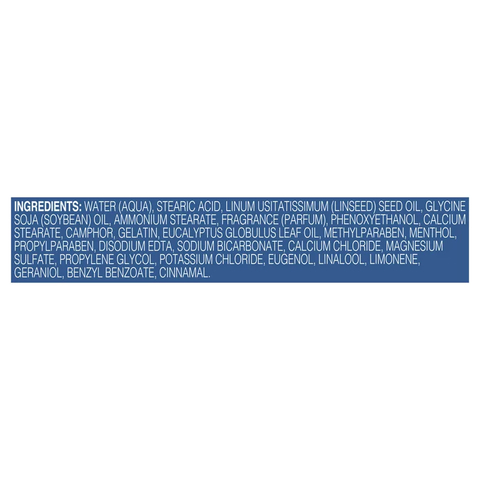 INGREDIENTS: WATER (AQUA), STEARIC ACID, LINUM USITATISSIMUM (LINSEED) SEED OIL, GLYCINE
SOJA (SOYBEAN) OIL, AMMONIUM STEARATE, FRAGRANCE (PARFUM), PHENOXYETHANOL, CALCIUM
STEARATE, CAMPHOR, GELATIN, EUCALYPTUS GLOBULUS LEAF OIL, METHYLPARABEN, MENTHOL,
PROPYLPARABEN, DISODIUM EDTA, SODIUM BICARBONATE, CALCIUM CHLORIDE, MAGNESIUM
SULFATE, PROPYLENE GLYCOL, POTASSIUM CHLORIDE, EUGENOL, LINALOOL, LIMONENE,
GERANIOL, BENZYL BENZOATE, CINNAMAL.